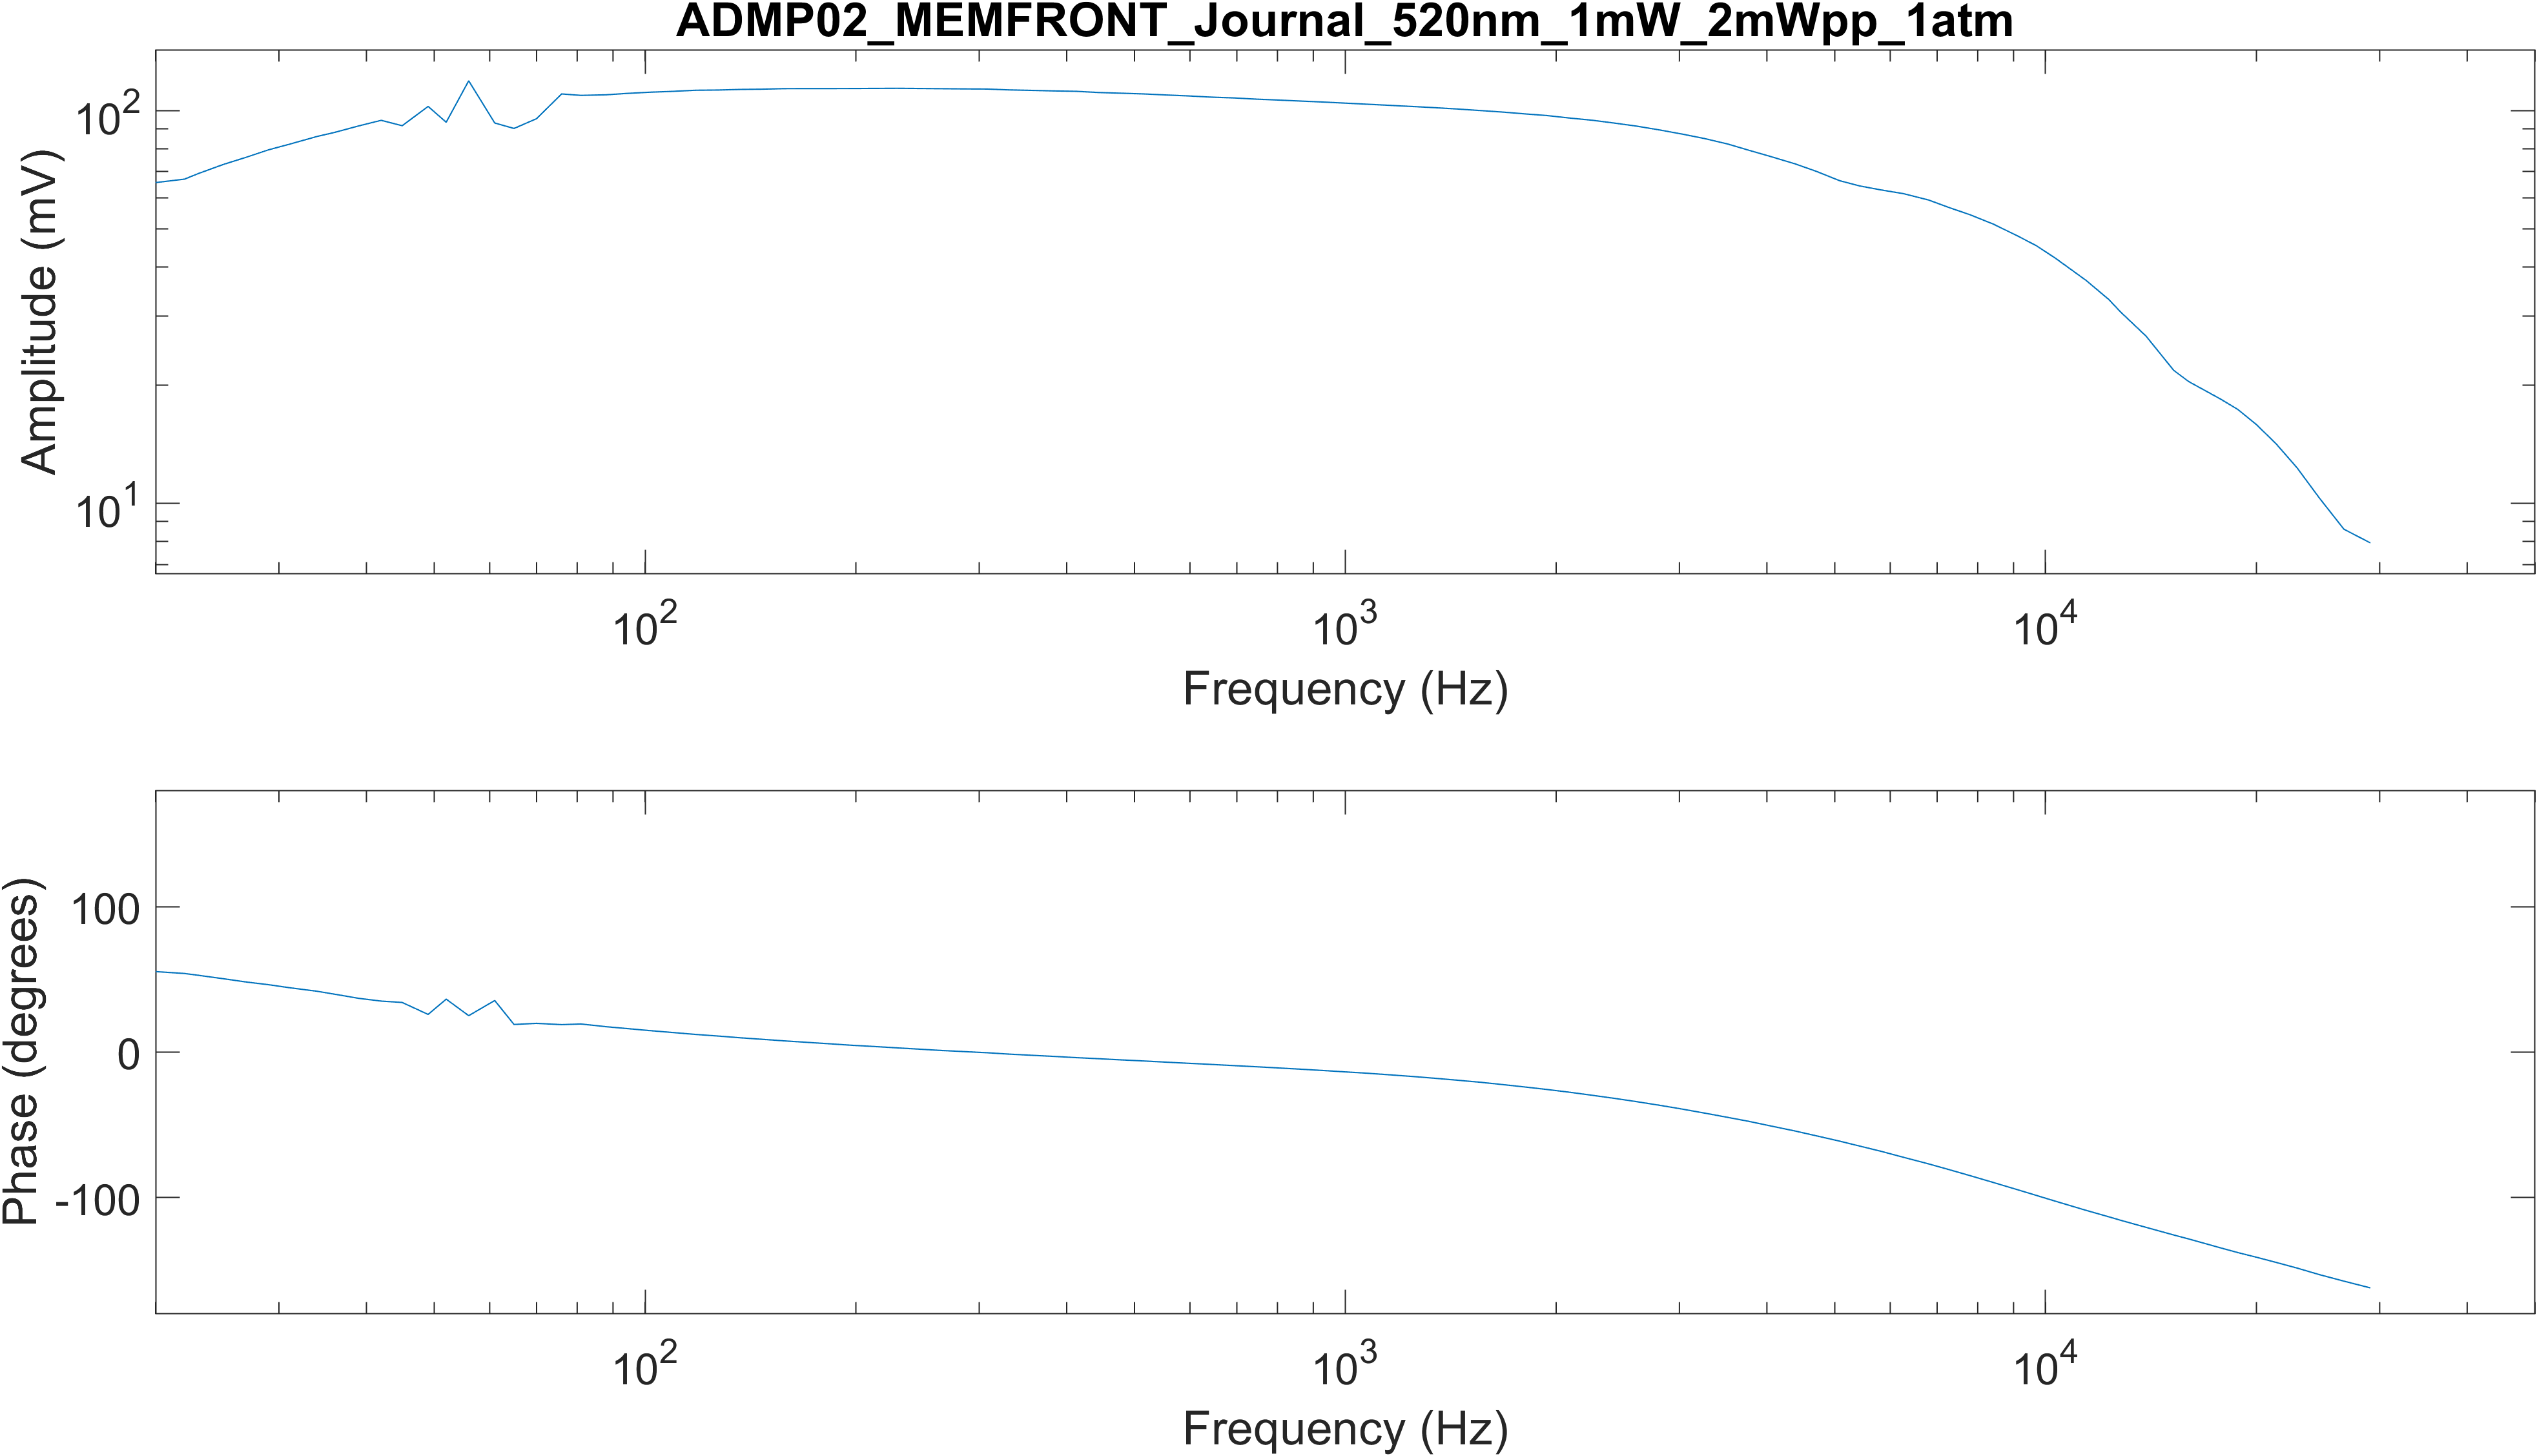 ADMP02_MEMFRONT_Journal_520nm_1mW_2mWpp_1atm
Amplitude (mV)
10^2
10^1
10^2
10^3
10^4
Frequency (Hz)
Phase (degrees)
100
0
-100
10^2
10^3
10^4
Frequency (Hz)